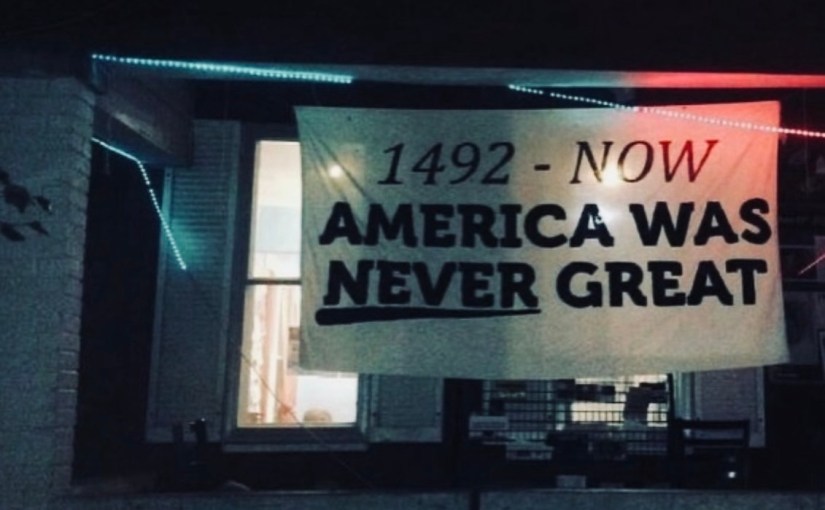 1492 - NOW
AMERICA WAS
NEVER GREAT